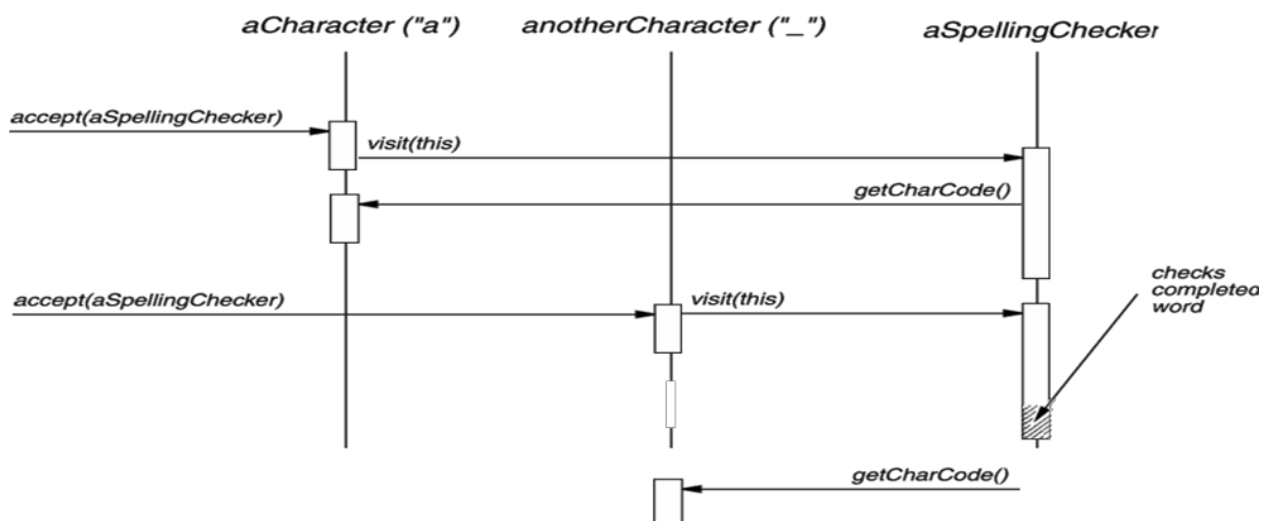 aCharacter ("a")
anotherCharacter ("_")
aSpellingChecker
accept(aSpellingChecker)
visit(this)
getCharCode()
accept(aSpellingChecker)
visit(this)
checks
completed
word
getCharCode()